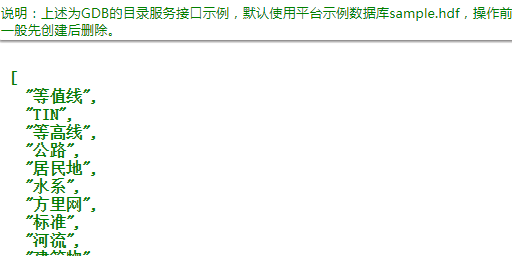 说明：上述为GDB的目录服务接口示例，默认使用平台示例数据库sample.hdf，操作前
一般先创建后删除。
[
"等值线",
"TIN",
"等高线",
"公路",
"居民地",
"水系",
"方里网",
"标准",
"河流",
"建筑物"